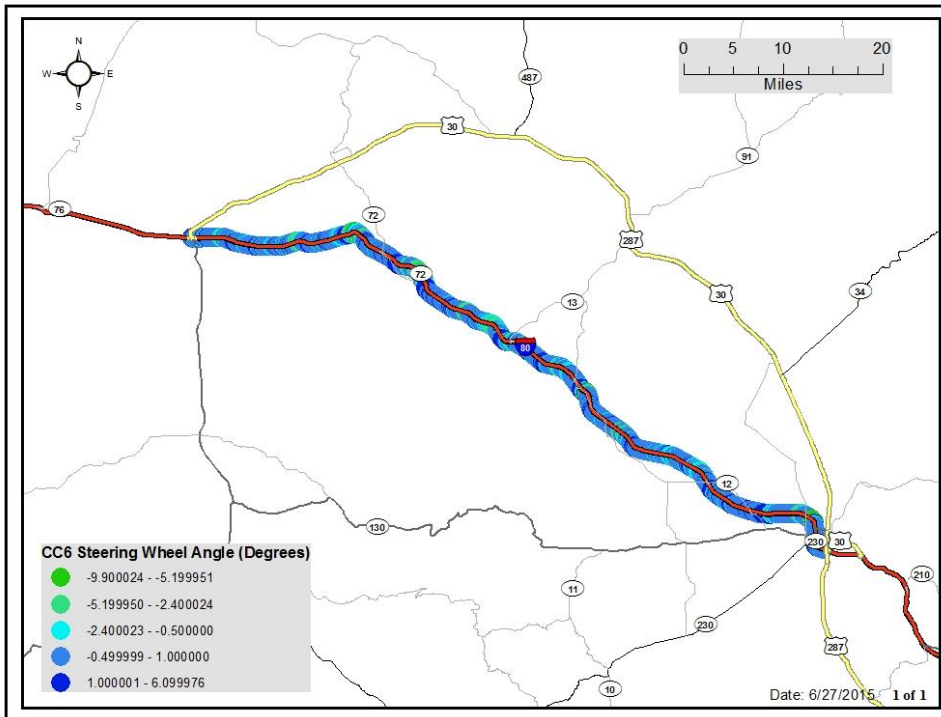 N
W E
S
0 5 10 20
Miles
487
30
91
76
72
287
72
30
34
13
80
12
130
230
30
210
11
230
287
10
CC6 Steering Wheel Angle (Degrees)
-9.900024 - -5.199951
-5.199950 - -2.400024
-2.400023 - -0.500000
-0.499999 - 1.000000
1.000001 - 6.099976
Date: 6/27/2015 1 of 1